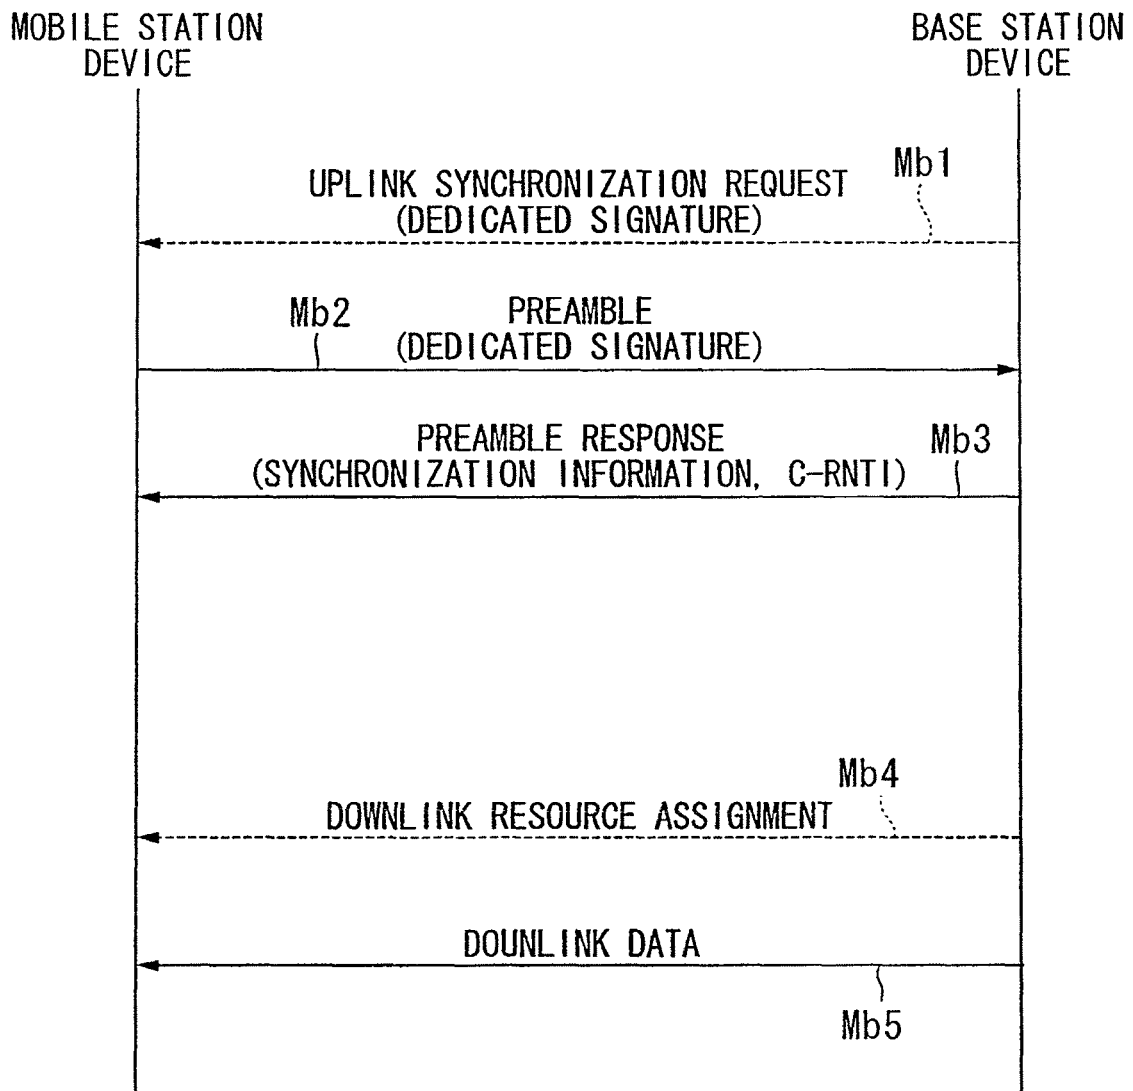 MOBILE STATION
DEVICE
BASE STATION
DEVICE
Mb1
UPLINK SYNCHRONIZATION REQUEST
(DEDICATED SIGNATURE)
Mb2
PREAMBLE
(DEDICATED SIGNATURE)
PREAMBLE RESPONSE
(SYNCHRONIZATION INFORMATION, C-RNTI)
Mb3
Mb4
DOWNLINK RESOURCE ASSIGNMENT
DOUNLINK DATA
Mb5